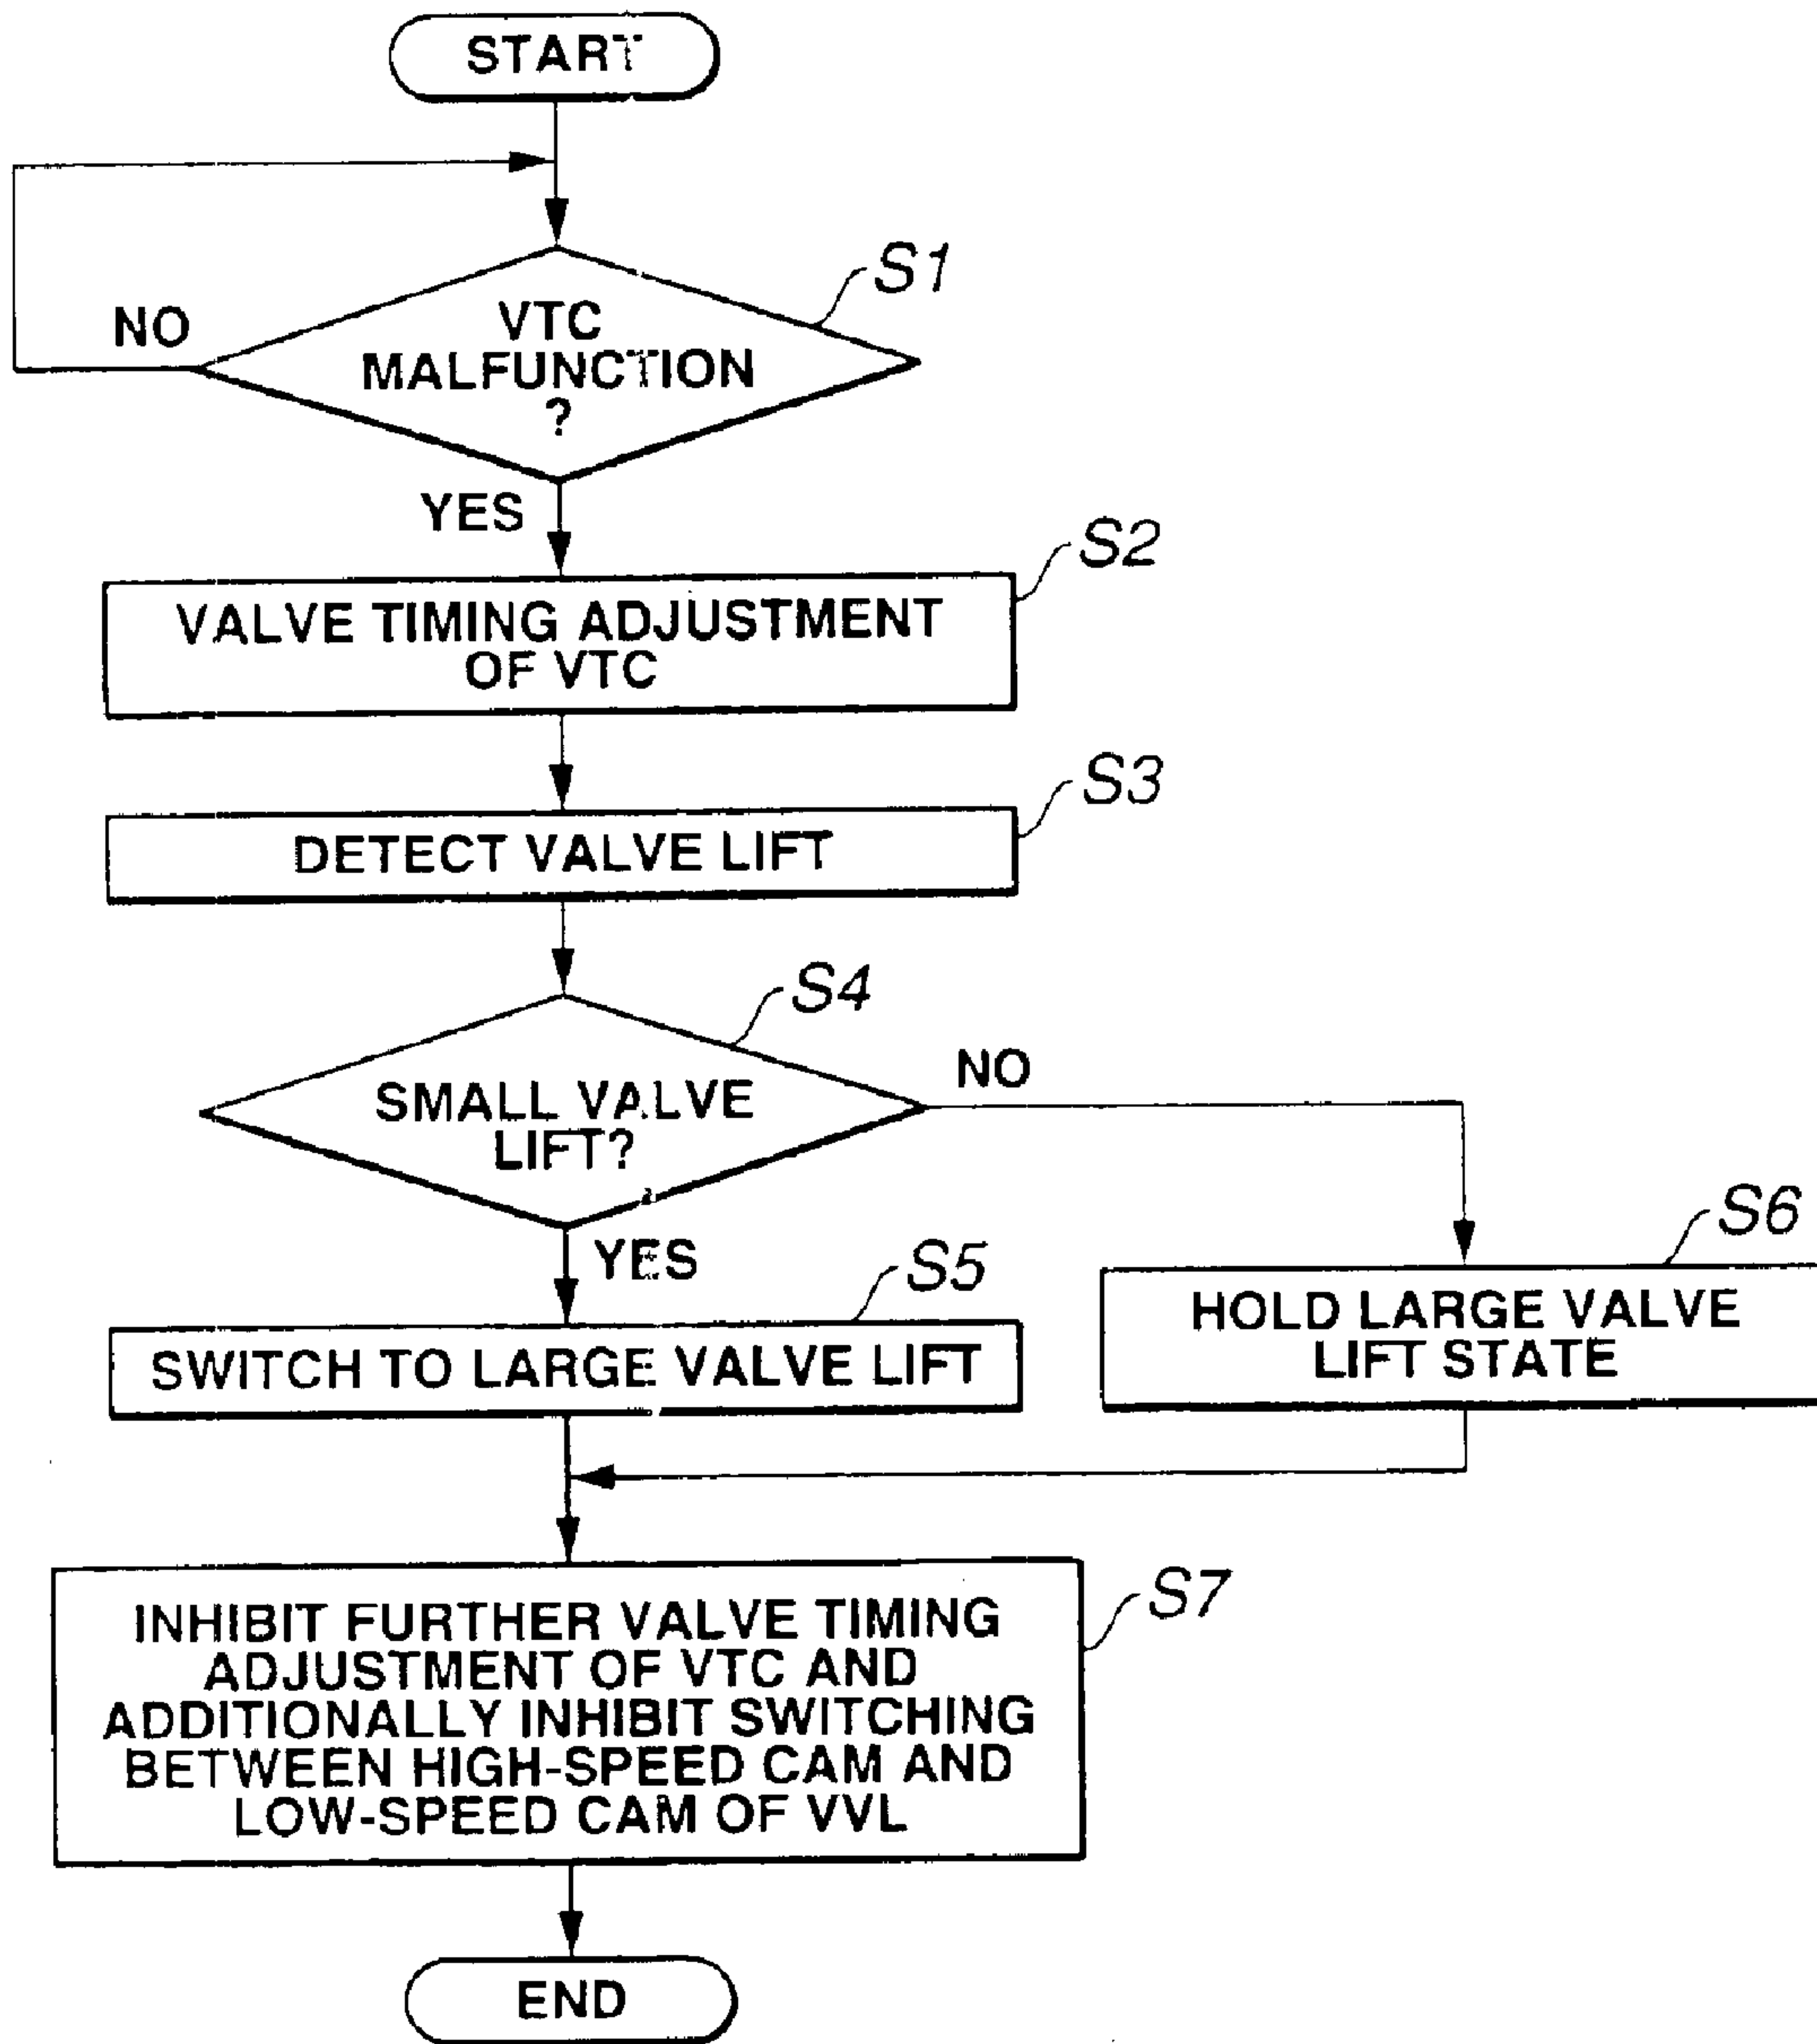 START
S1
NO
VTC
MALFUNCTION
?
YES
S2
VALVE TIMING ADJUSTMENT
OF VTC
S3
DETECT VALVE LIFT
S4
NO
SMALL VALVE
LIFT?
YES
S5
S6
SWITCH TO LARGE VALVE LIFT
HOLD LARGE VALVE
LIFT STATE
S7
INHIBIT FURTHER VALVE TIMING
ADJUSTMENT OF VTC AND
ADDITIONALLY INHIBIT SWITCHING
BETWEEN HIGH-SPEED CAM AND
LOW-SPEED CAM OF VVL
END